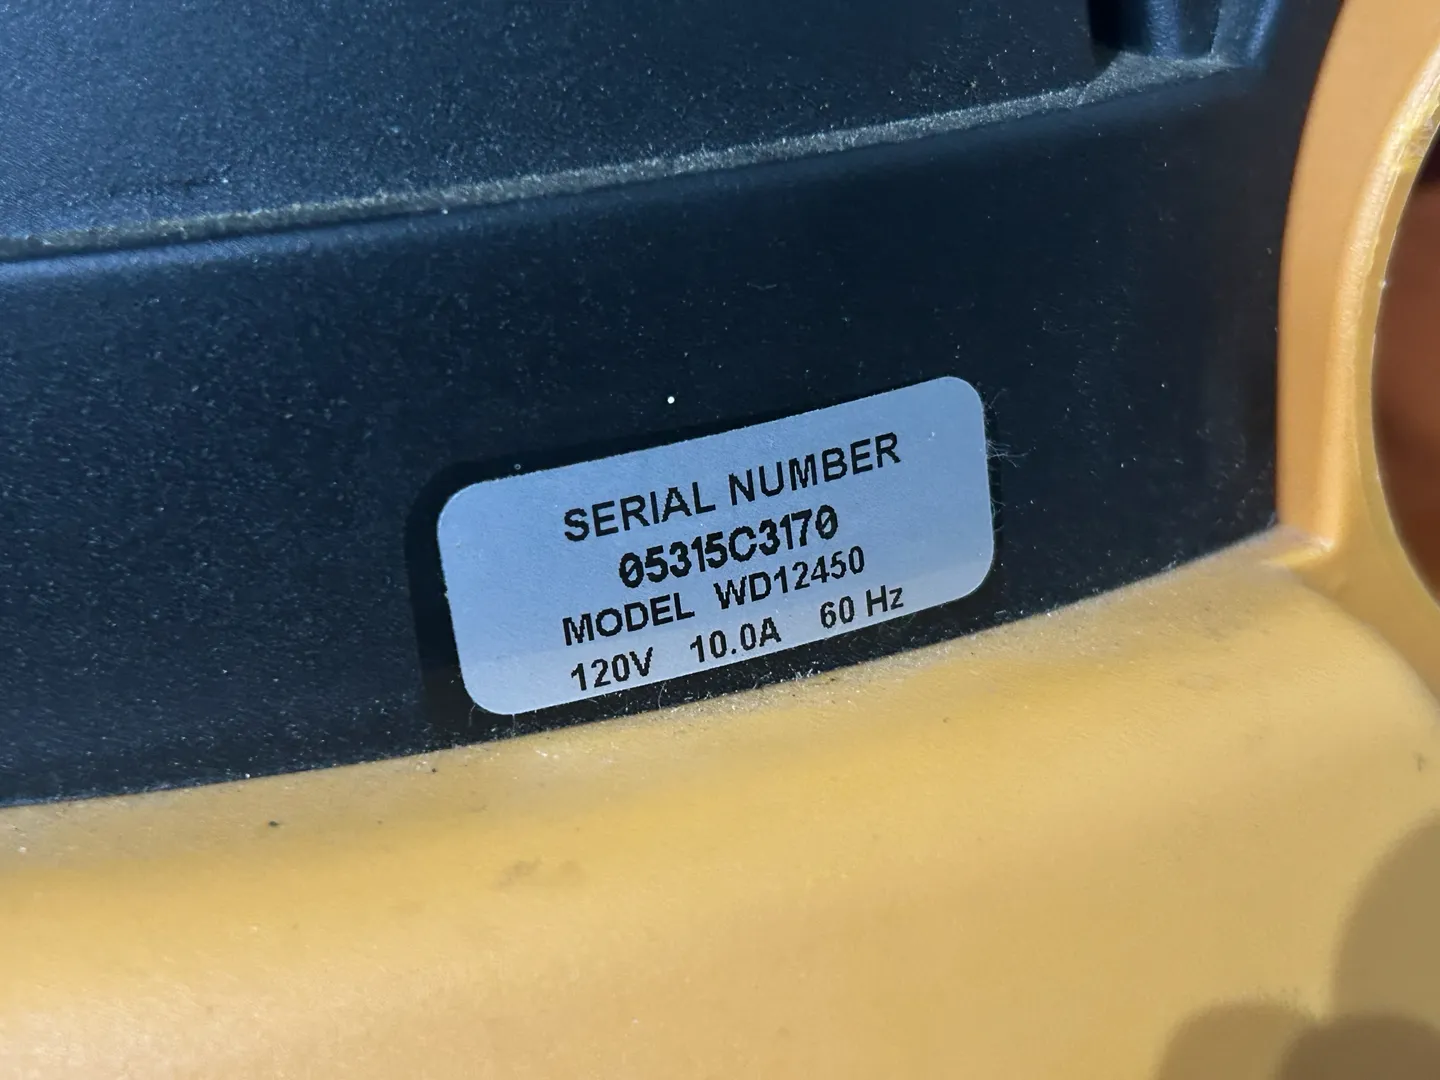 SERIAL NUMBER
05315C3170
MODEL WD12450
120V 10.0A 60 Hz